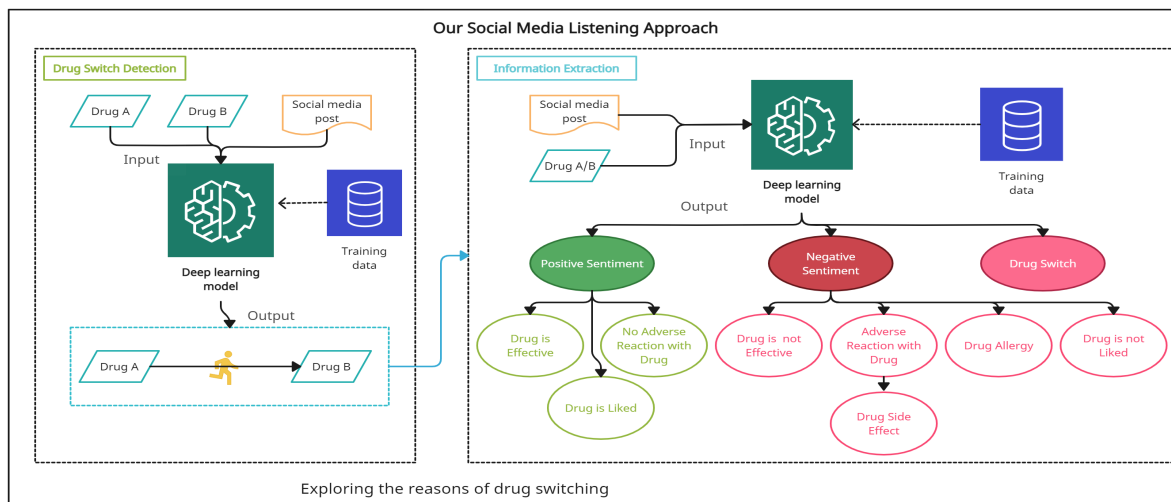 Our Social Media Listening Approach
Drug Switch Detection
Drug A
Drug B
Social media
post
Input
Deep learning
model
Training
data
Output
Drug A
Drug B
Information Extraction
Social media
post
Drug A/B
Input
Deep learning
model
Training
data
Output
Positive Sentiment
Negative
Sentiment
Drug Switch
Drug is
Effective
No Adverse
Reaction with
Drug
Drug is Liked
Drug is  not
Effective
Adverse
Reaction with
Drug
Drug Allergy
Drug is not
Liked
Drug Side
Effect
Exploring the reasons of drug switching